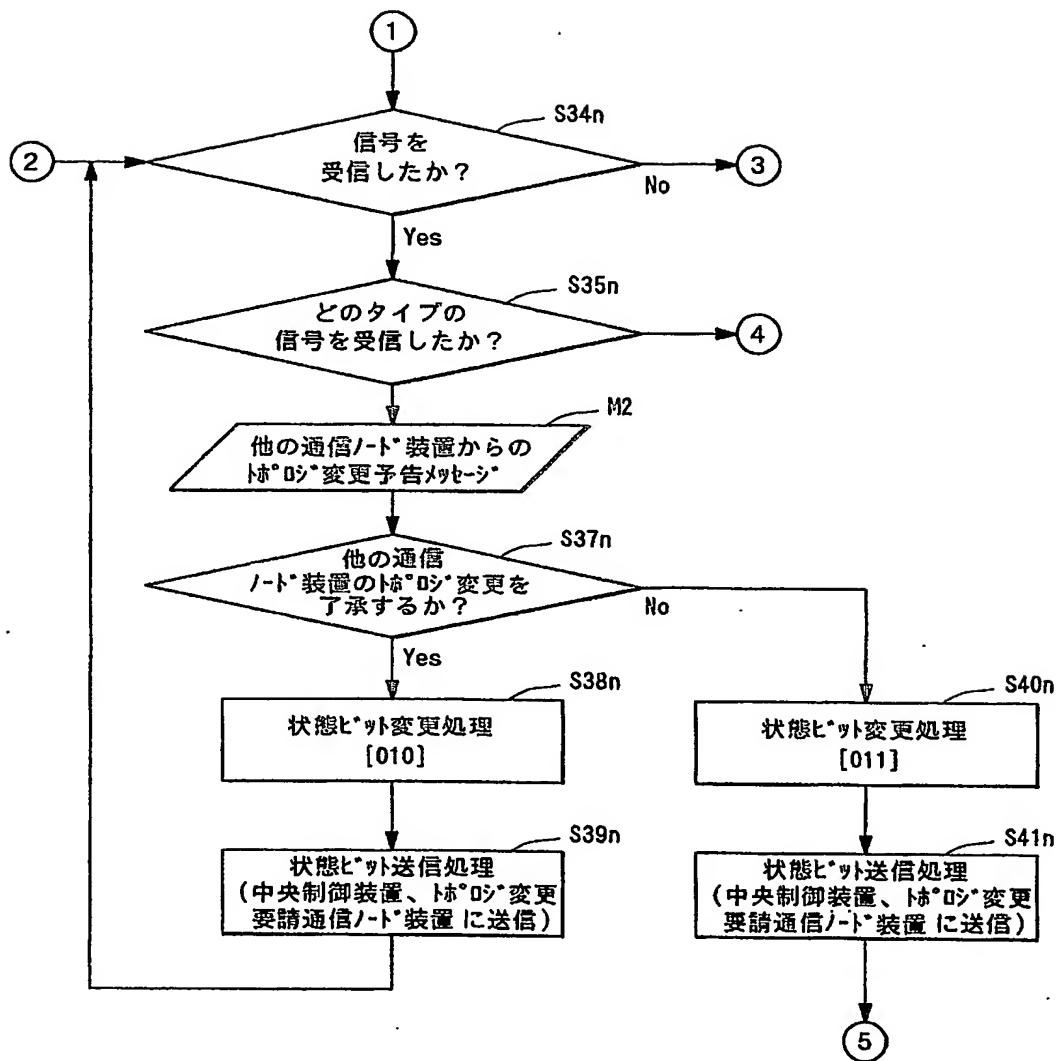 ①
S34n
信号を
受信したか？
②
③
No
Yes
S35n
どのタイプの
信号を受信したか？
④
M2
他の通信ﾉｰﾄﾞ装置からの
ﾄﾎﾟﾛｼﾞ変更予告ﾒｯｾｰｼﾞ
S37n
他の通信
ﾉｰﾄﾞ装置のﾄﾎﾟﾛｼﾞ変更を
了承するか？
No
Yes
S38n
状態ﾋﾞｯﾄ変更処理
[010]
S40n
状態ﾋﾞｯﾄ変更処理
[011]
S39n
状態ﾋﾞｯﾄ送信処理
(中央制御装置、ﾄﾎﾟﾛｼﾞ変更
要請通信ﾉｰﾄﾞ装置に送信)
S41n
状態ﾋﾞｯﾄ送信処理
(中央制御装置、ﾄﾎﾟﾛｼﾞ変更
要請通信ﾉｰﾄﾞ装置に送信)
⑤